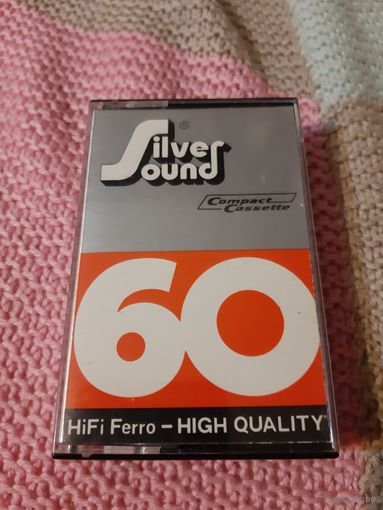 Silver
Sound
®
Compact
Cassette
60
HiFi Ferro – HIGH QUALITY